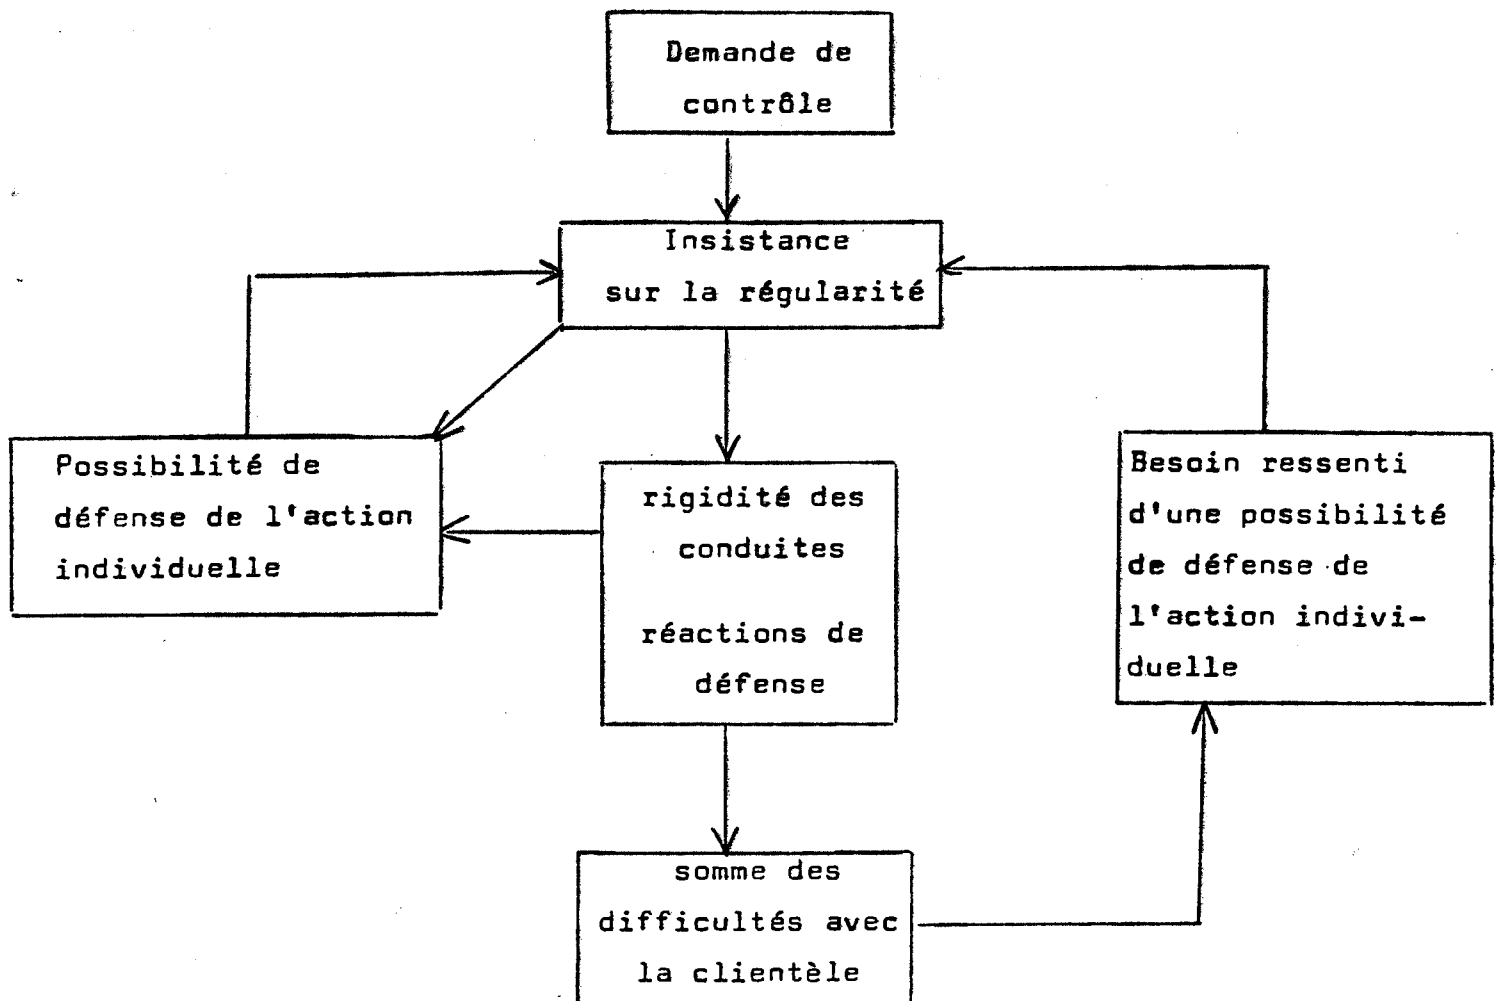 Demande de
contrôle
Insistance
sur la régularité
Possibilité de
défense de l'action
individuelle
rigidité des
conduites
réactions de
défense
Besoin ressenti
d'une possibilité
de défense de
l'action indivi-
duelle
somme des
difficultés avec
la clientèle